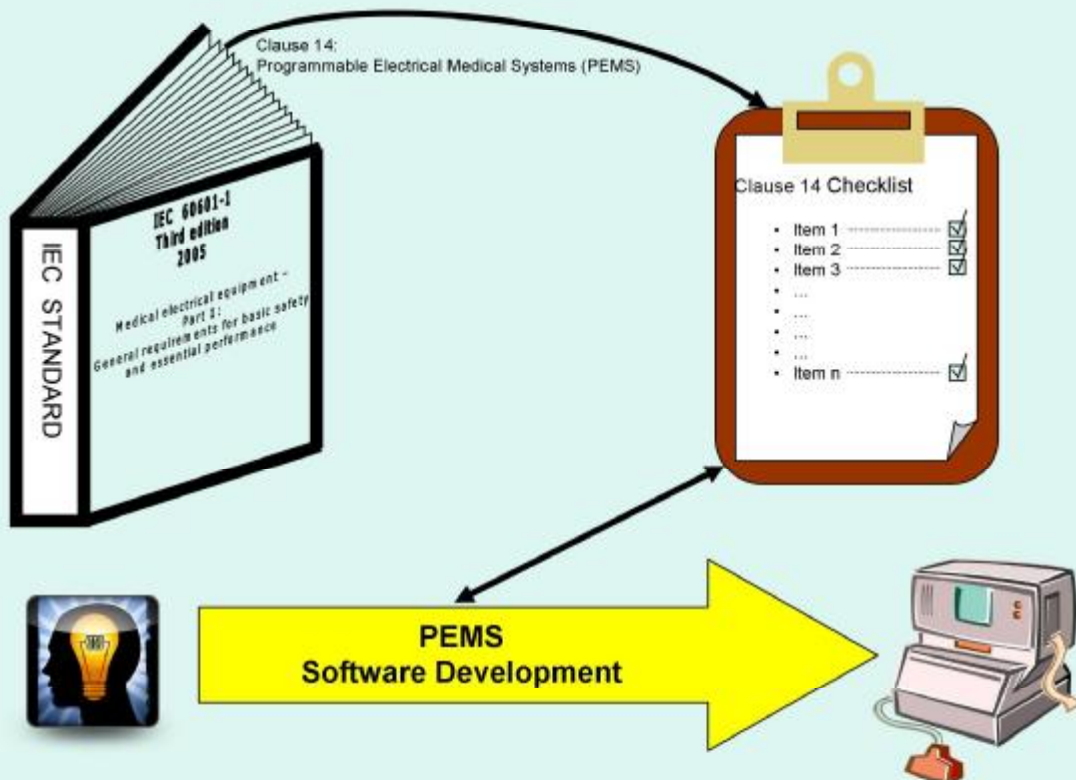 Clause 14:
Programmable Electrical Medical Systems (PEMS)
IEC STANDARD
IEC 60601-1
Third edition
2005
Medical electrical equipment –
Part 1:
General requirements for basic safety
and essential performance
Clause 14 Checklist
• Item 1 ---------------------- ☑
• Item 2 ---------------------- ☑
• Item 3 ---------------------- ☑
• ...
• ...
• ...
• ...
• Item n ---------------------- ☑
PEMS
Software Development